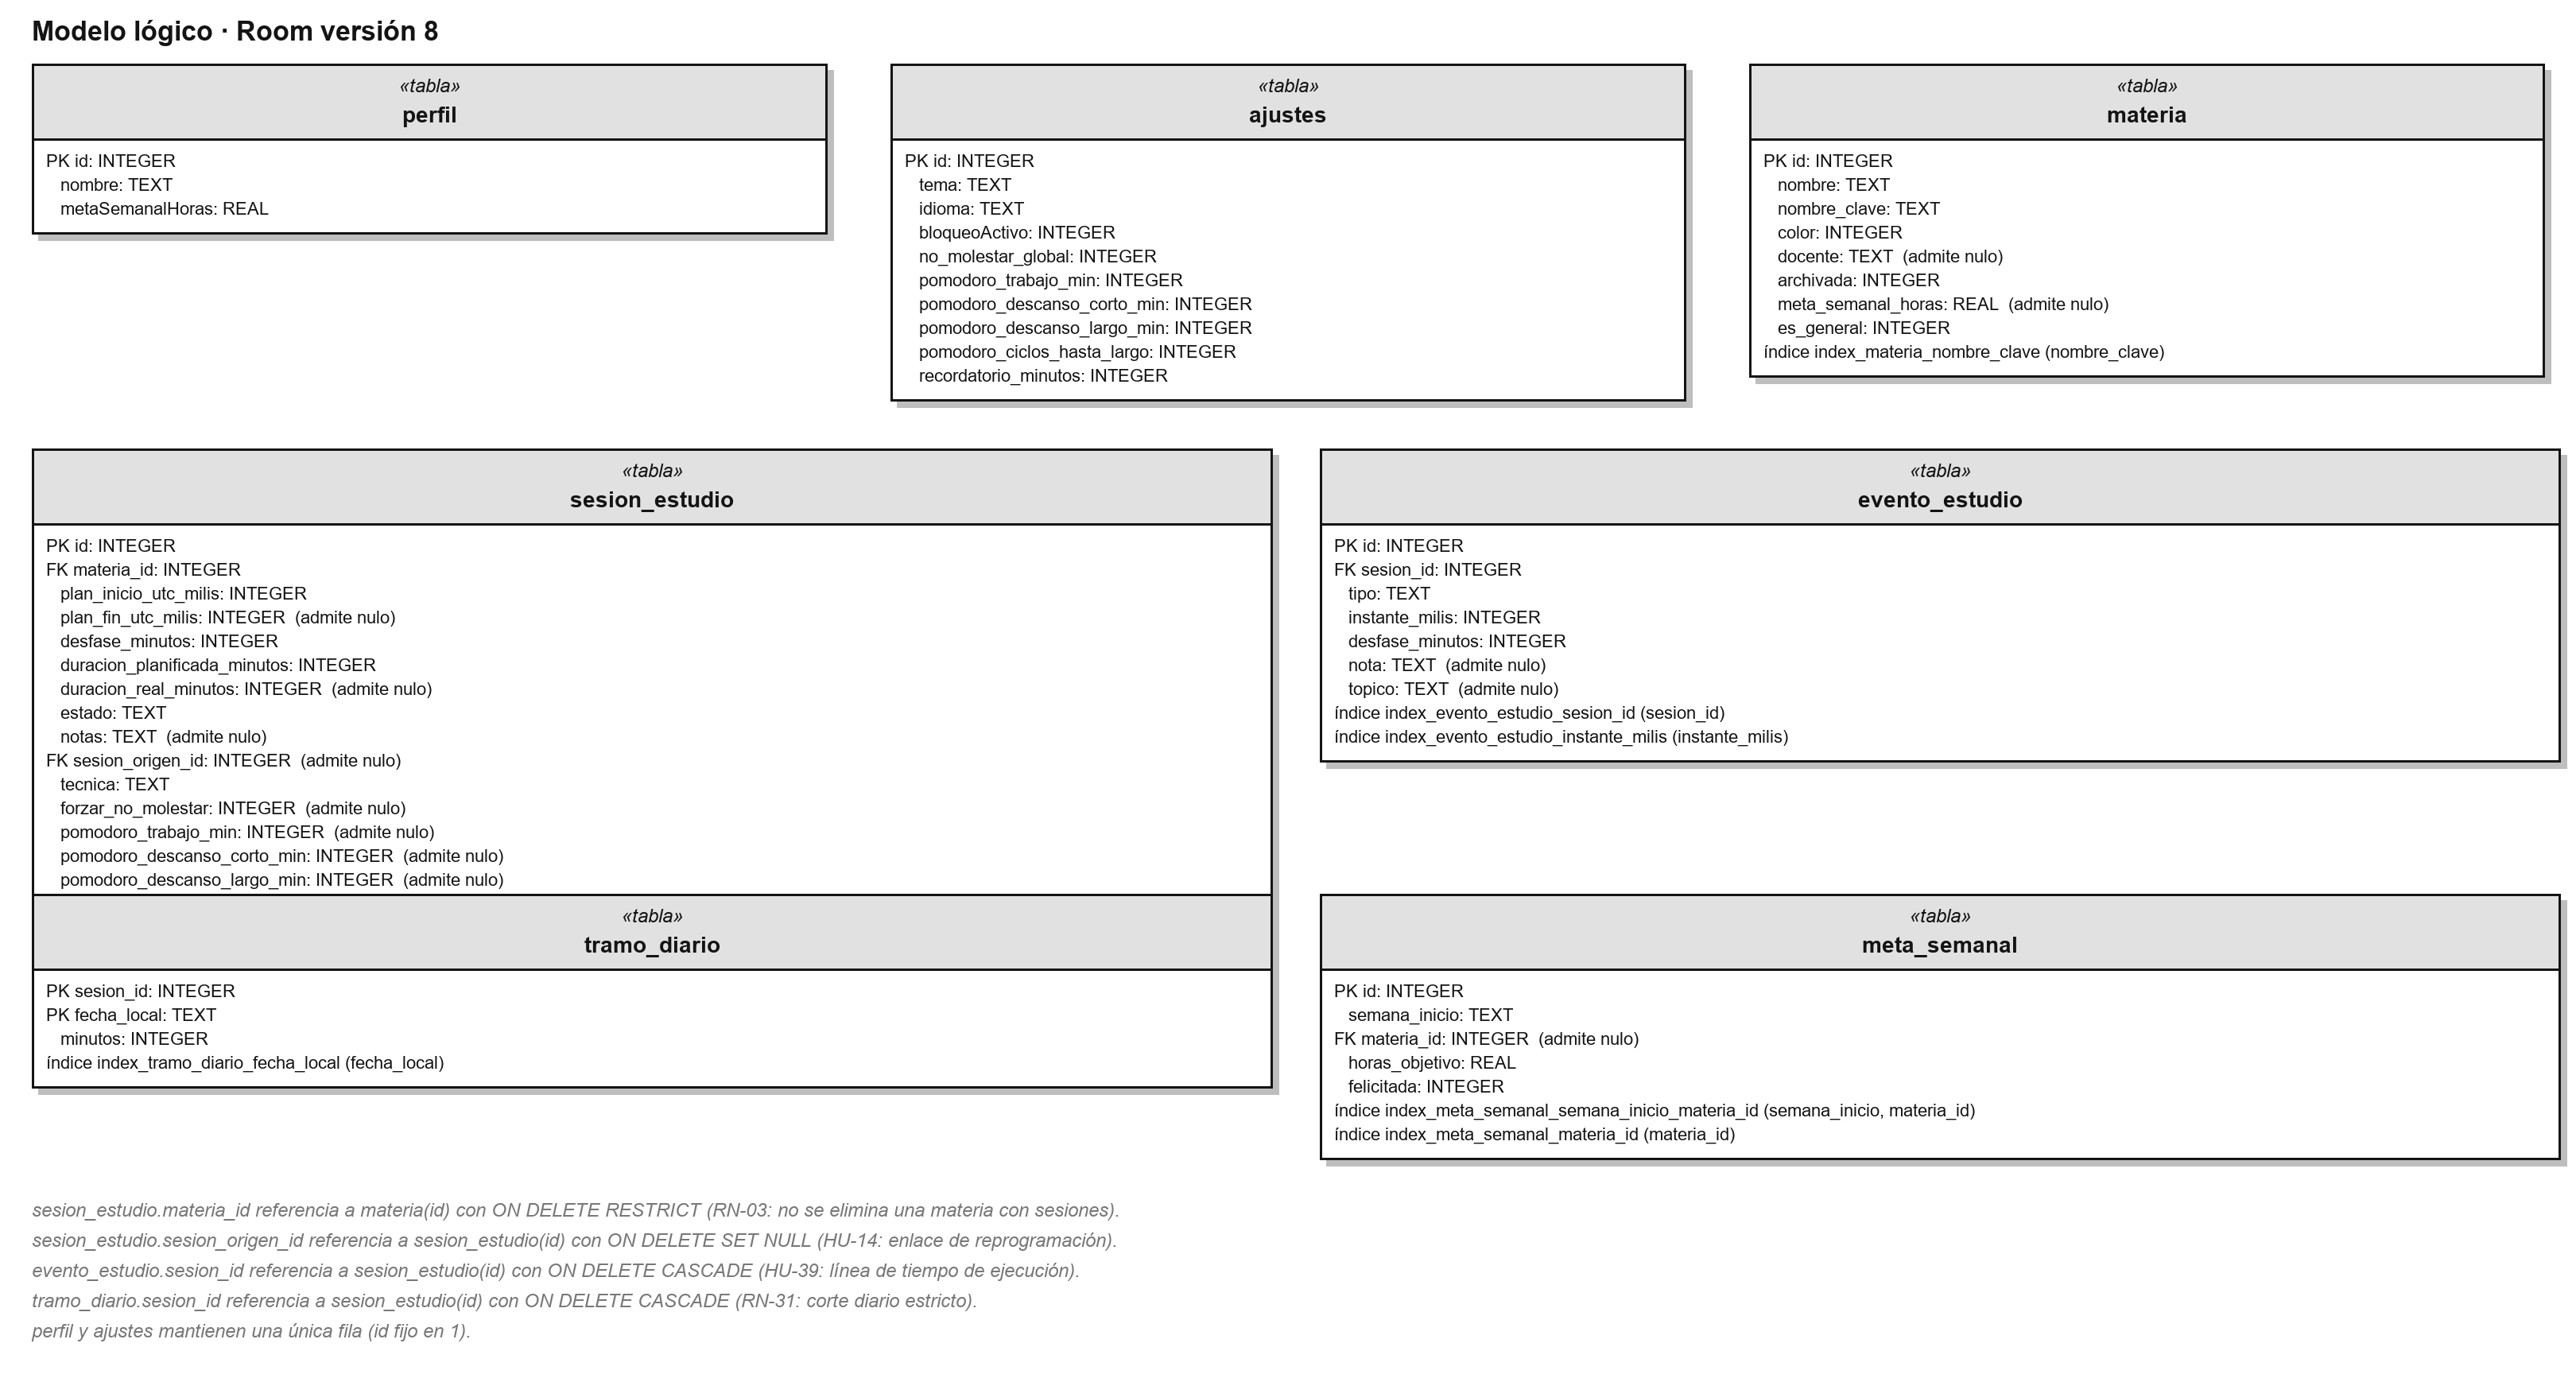 Modelo lógico · Room versión 8
«tabla»
perfil
PK id: INTEGER
nombre: TEXT
metaSemanalHoras: REAL
«tabla»
ajustes
PK id: INTEGER
tema: TEXT
idioma: TEXT
bloqueoActivo: INTEGER
no_molestar_global: INTEGER
pomodoro_trabajo_min: INTEGER
pomodoro_descanso_corto_min: INTEGER
pomodoro_descanso_largo_min: INTEGER
pomodoro_ciclos_hasta_largo: INTEGER
recordatorio_minutos: INTEGER
«tabla»
materia
PK id: INTEGER
nombre: TEXT
nombre_clave: TEXT
color: INTEGER
docente: TEXT (admite nulo)
archivada: INTEGER
meta_semanal_horas: REAL (admite nulo)
es_general: INTEGER
índice index_materia_nombre_clave (nombre_clave)
«tabla»
sesion_estudio
PK id: INTEGER
FK materia_id: INTEGER
plan_inicio_utc_milis: INTEGER
plan_fin_utc_milis: INTEGER (admite nulo)
desfase_minutos: INTEGER
duracion_planificada_minutos: INTEGER
duracion_real_minutos: INTEGER (admite nulo)
estado: TEXT
notas: TEXT (admite nulo)
FK sesion_origen_id: INTEGER (admite nulo)
tecnica: TEXT
forzar_no_molestar: INTEGER (admite nulo)
pomodoro_trabajo_min: INTEGER (admite nulo)
pomodoro_descanso_corto_min: INTEGER (admite nulo)
pomodoro_descanso_largo_min: INTEGER (admite nulo)
«tabla»
evento_estudio
PK id: INTEGER
FK sesion_id: INTEGER
tipo: TEXT
instante_milis: INTEGER
desfase_minutos: INTEGER
nota: TEXT (admite nulo)
topico: TEXT (admite nulo)
índice index_evento_estudio_sesion_id (sesion_id)
índice index_evento_estudio_instante_milis (instante_milis)
«tabla»
tramo_diario
PK sesion_id: INTEGER
PK fecha_local: TEXT
minutos: INTEGER
índice index_tramo_diario_fecha_local (fecha_local)
«tabla»
meta_semanal
PK id: INTEGER
semana_inicio: TEXT
FK materia_id: INTEGER (admite nulo)
horas_objetivo: REAL
felicitada: INTEGER
índice index_meta_semanal_semana_inicio_materia_id (semana_inicio, materia_id)
índice index_meta_semanal_materia_id (materia_id)
sesion_estudio.materia_id referencia a materia(id) con ON DELETE RESTRICT (RN-03: no se elimina una materia con sesiones).
sesion_estudio.sesion_origen_id referencia a sesion_estudio(id) con ON DELETE SET NULL (HU-14: enlace de reprogramación).
evento_estudio.sesion_id referencia a sesion_estudio(id) con ON DELETE CASCADE (HU-39: línea de tiempo de ejecución).
tramo_diario.sesion_id referencia a sesion_estudio(id) con ON DELETE CASCADE (RN-31: corte diario estricto).
perfil y ajustes mantienen una única fila (id fijo en 1).